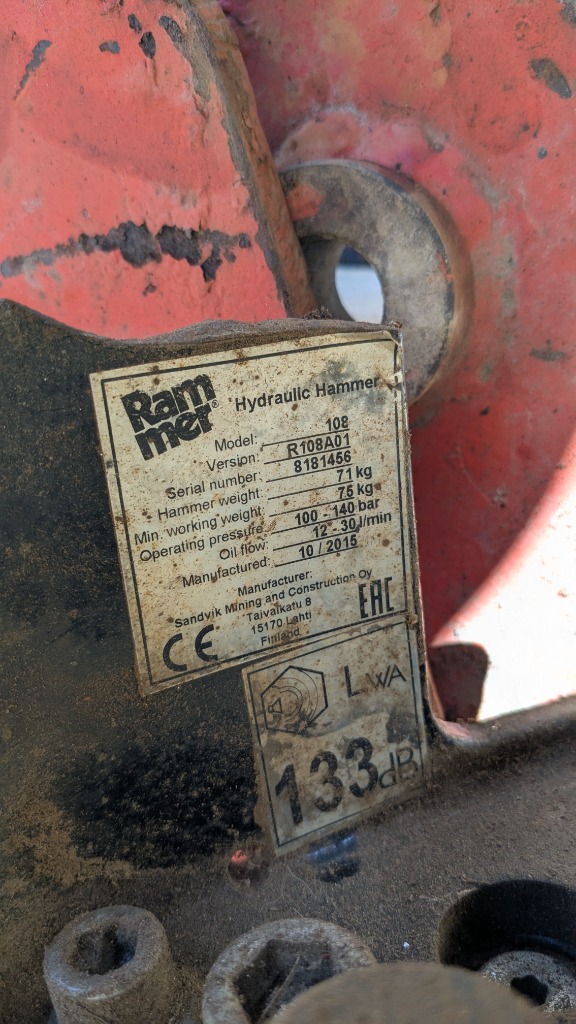 Ram
mer®
Hydraulic Hammer
Model: 108
Version: R108A01
Serial number: 8181456
Hammer weight: 71 kg
Min. working weight: 75 kg
Operating pressure: 100 - 140 bar
Oil flow: 12 - 30 l/min
Manufactured: 10 / 2015
Manufacturer:
Sandvik Mining and Construction Oy
Taivalkatu 8
15170 Lahti
Finland
CE
EAC
LWA
133dB